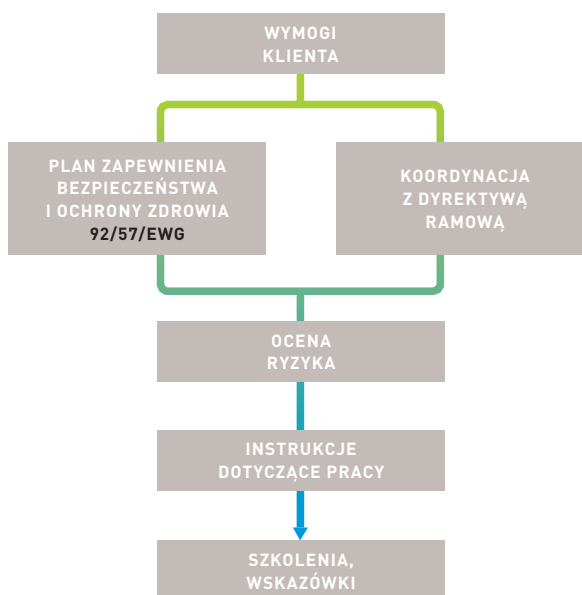 WYMOGI
KLIENTA
PLAN ZAPEWNIENIA
BEZPIECZEŃSTWA
I OCHRONY ZDROWIA
92/57/EWG
KOORDYNACJA
Z DYREKTYWĄ
RAMOWĄ
OCENA
RYZYKA
INSTRUKCJE
DOTYCZĄCE PRACY
SZKOLENIA,
WSKAZÓWKI